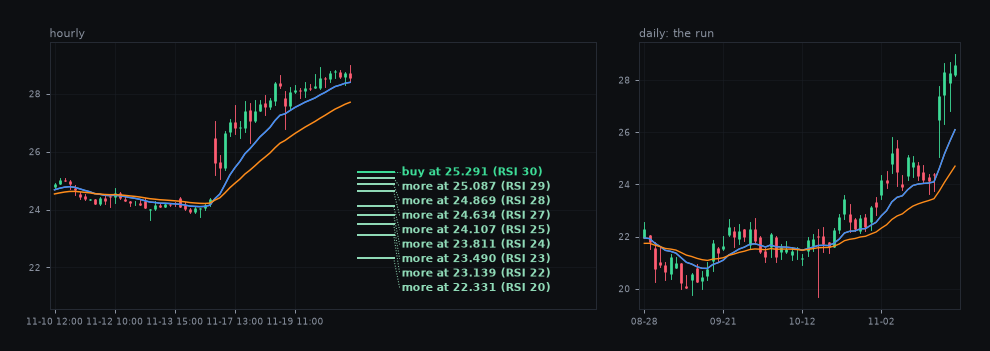 hourly
28
26
24
22
11-10 12:00 11-12 10:00 11-13 15:00 11-17 13:00 11-19 11:00
buy at 25.291 (RSI 30)
more at 25.087 (RSI 29)
more at 24.869 (RSI 28)
more at 24.634 (RSI 27)
more at 24.107 (RSI 25)
more at 23.811 (RSI 24)
more at 23.490 (RSI 23)
more at 23.139 (RSI 22)
more at 22.331 (RSI 20)
daily: the run
28
26
24
22
20
08-28 09-21 10-12 11-02